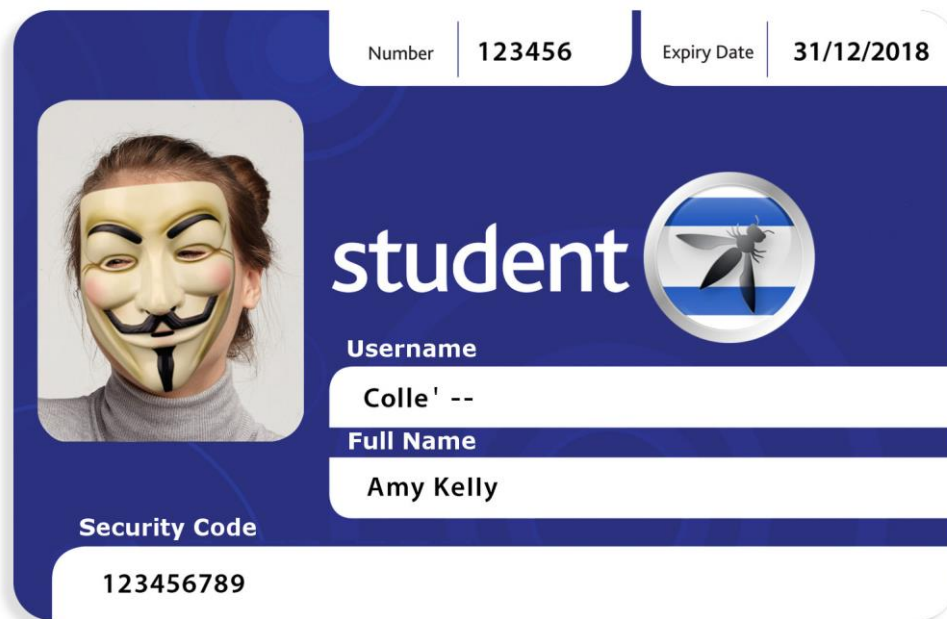 Number 123456 Expiry Date 31/12/2018
student
Username
Colle' --
Full Name
Amy Kelly
Security Code
123456789